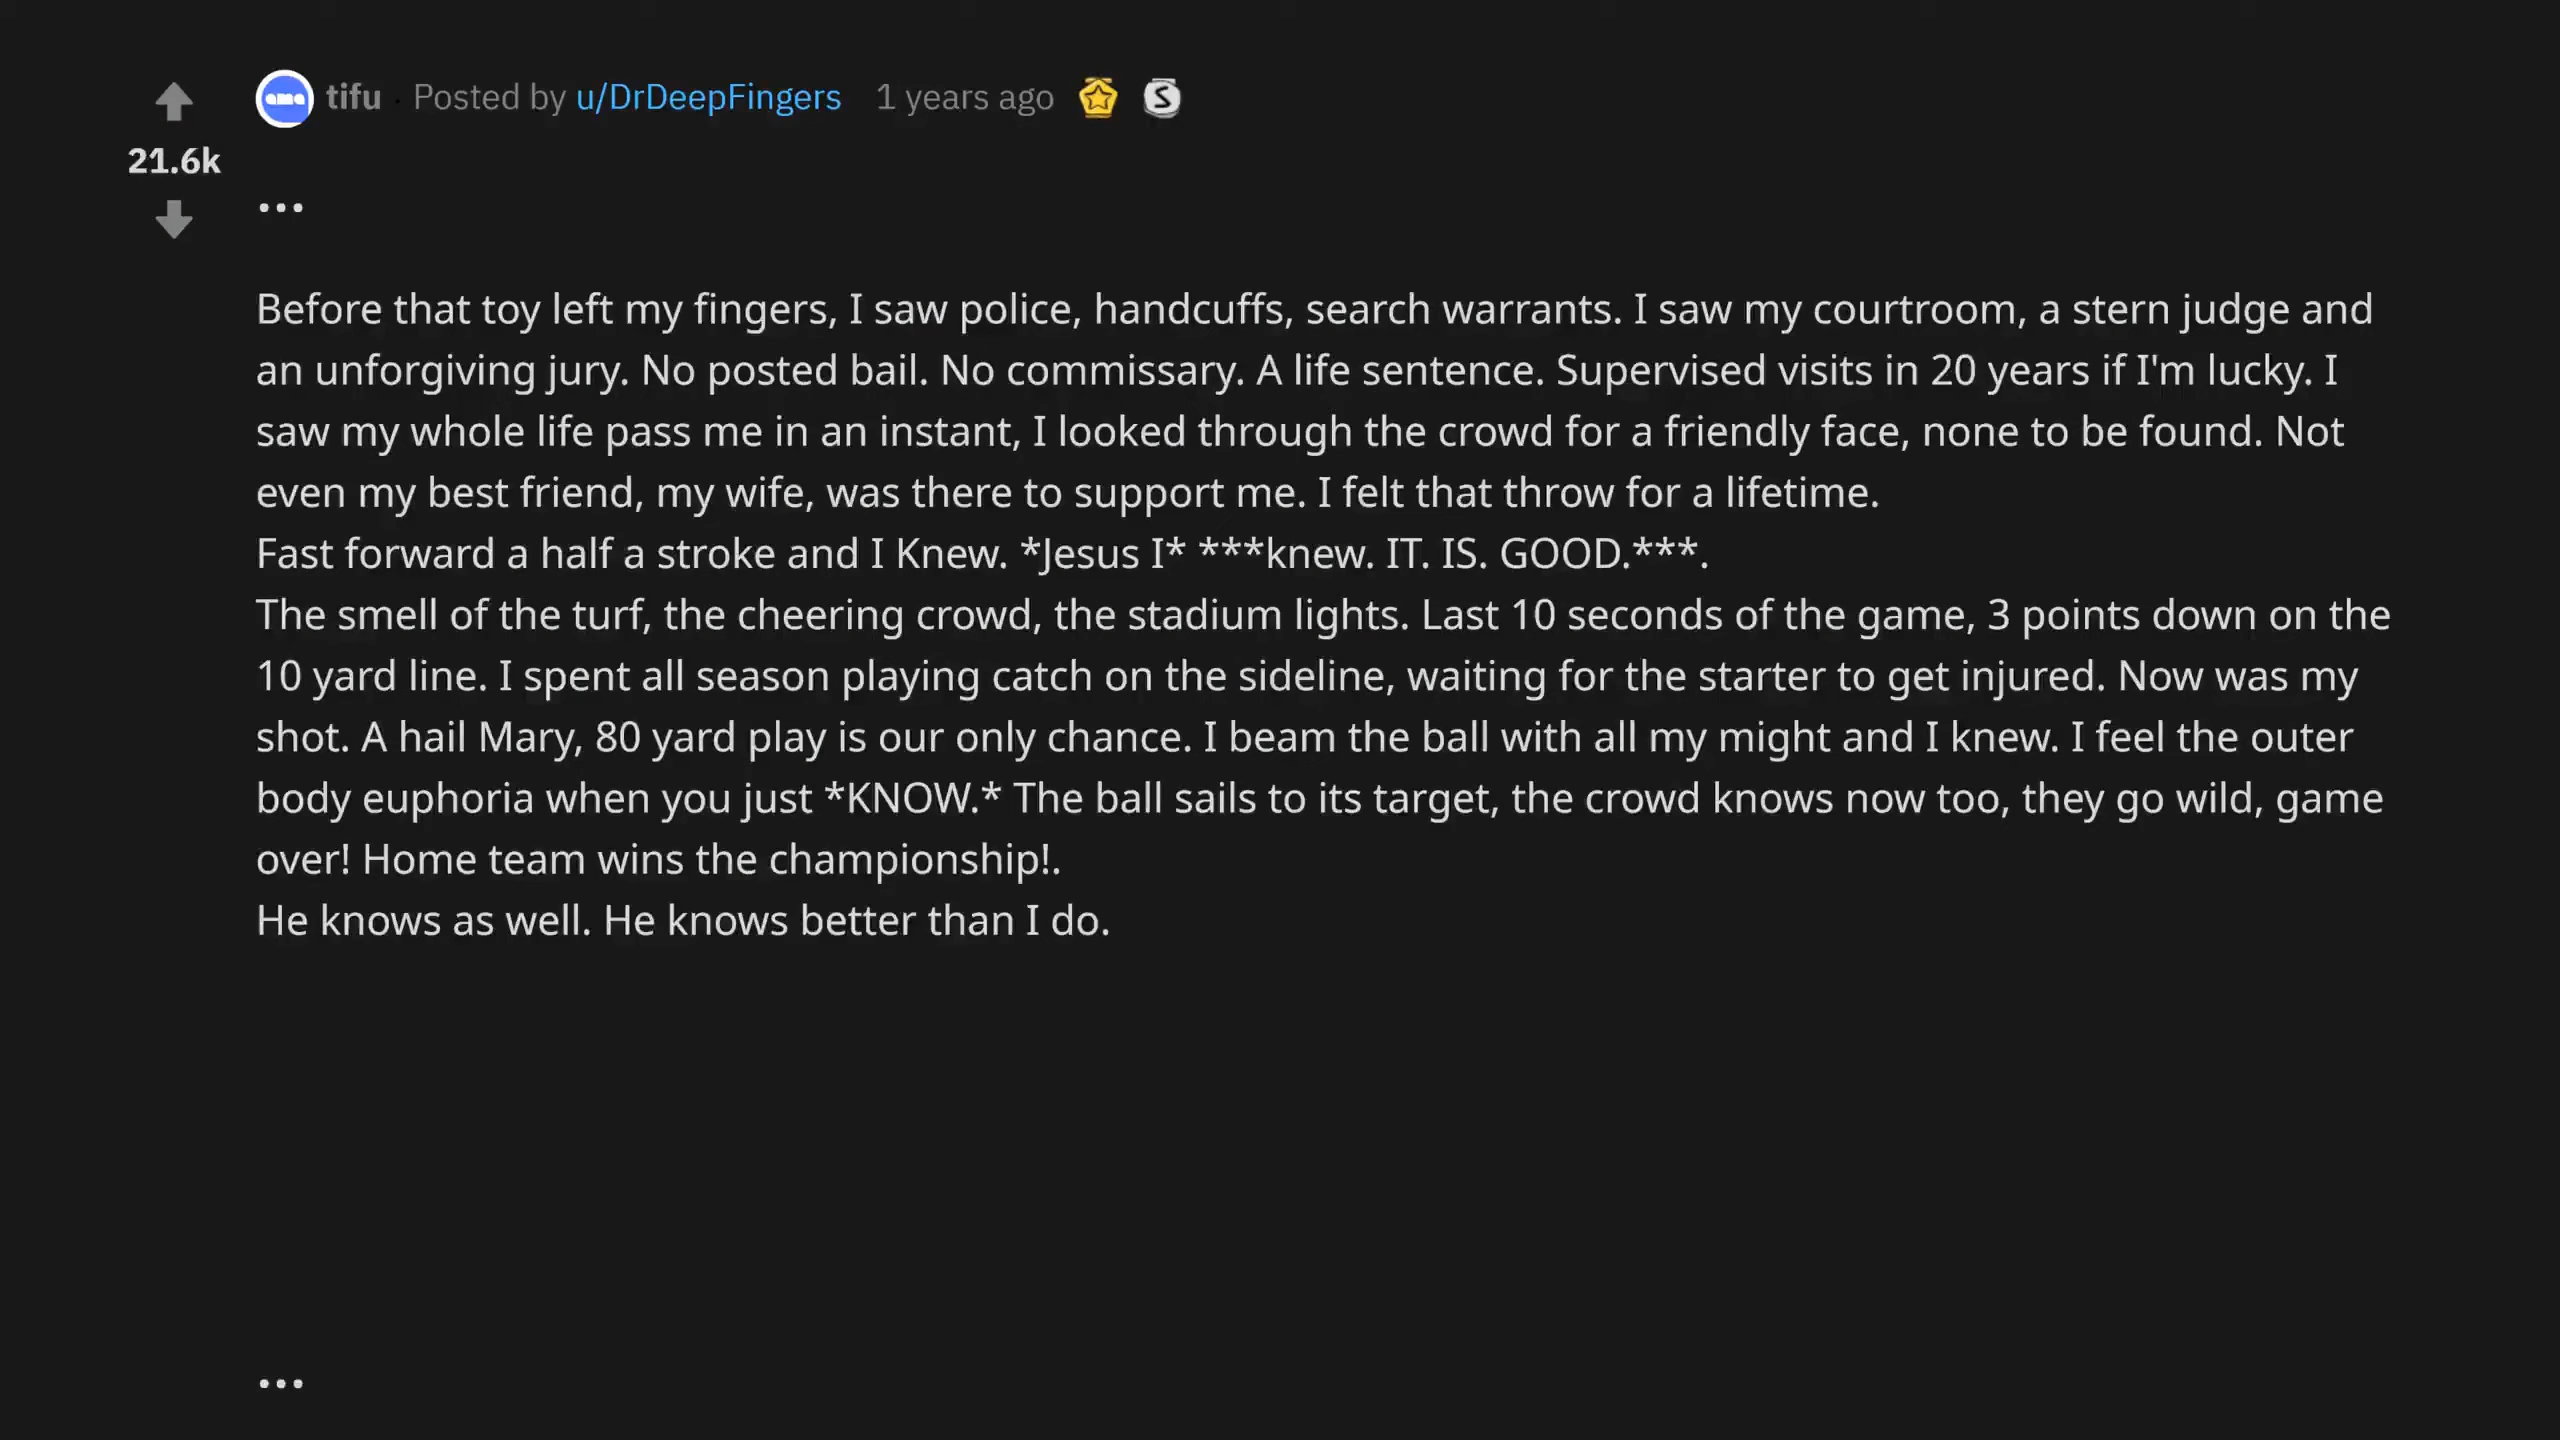 tifu · Posted by u/DrDeepFingers 1 years ago
21.6k
...
Before that toy left my fingers, I saw police, handcuffs, search warrants. I saw my courtroom, a stern judge and
an unforgiving jury. No posted bail. No commissary. A life sentence. Supervised visits in 20 years if I'm lucky. I
saw my whole life pass me in an instant, I looked through the crowd for a friendly face, none to be found. Not
even my best friend, my wife, was there to support me. I felt that throw for a lifetime.
Fast forward a half a stroke and I Knew. *Jesus I* ***knew. IT. IS. GOOD.***.
The smell of the turf, the cheering crowd, the stadium lights. Last 10 seconds of the game, 3 points down on the
10 yard line. I spent all season playing catch on the sideline, waiting for the starter to get injured. Now was my
shot. A hail Mary, 80 yard play is our only chance. I beam the ball with all my might and I knew. I feel the outer
body euphoria when you just *KNOW.* The ball sails to its target, the crowd knows now too, they go wild, game
over! Home team wins the championship!.
He knows as well. He knows better than I do.
...